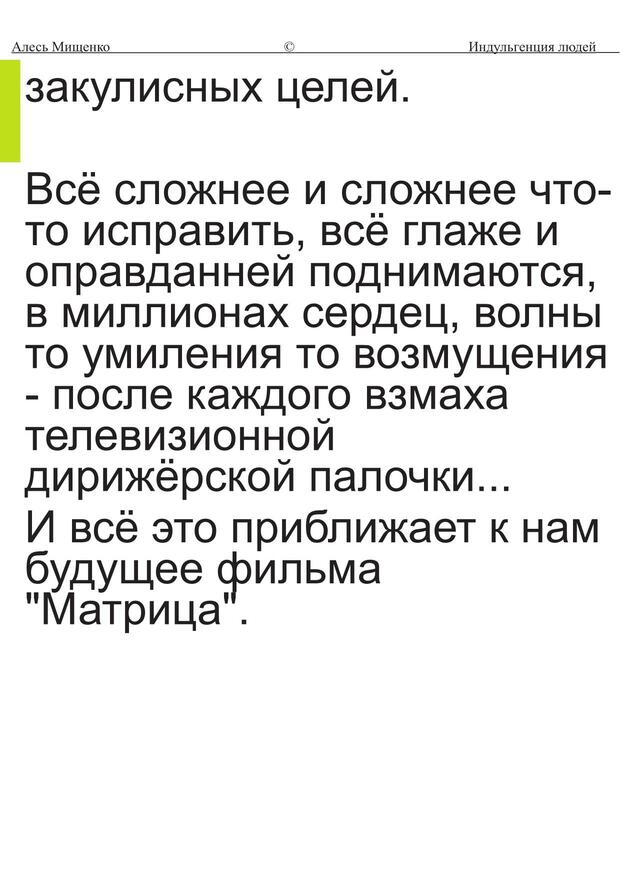 Алесь Мищенко © Индульгенция людей
закулисных целей.
Всё сложнее и сложнее что-
то исправить, всё глаже и
оправданней поднимаются,
в миллионах сердец, волны
то умиления то возмущения
- после каждого взмаха
телевизионной
дирижёрской палочки...
И всё это приближает к нам
будущее фильма
"Матрица".